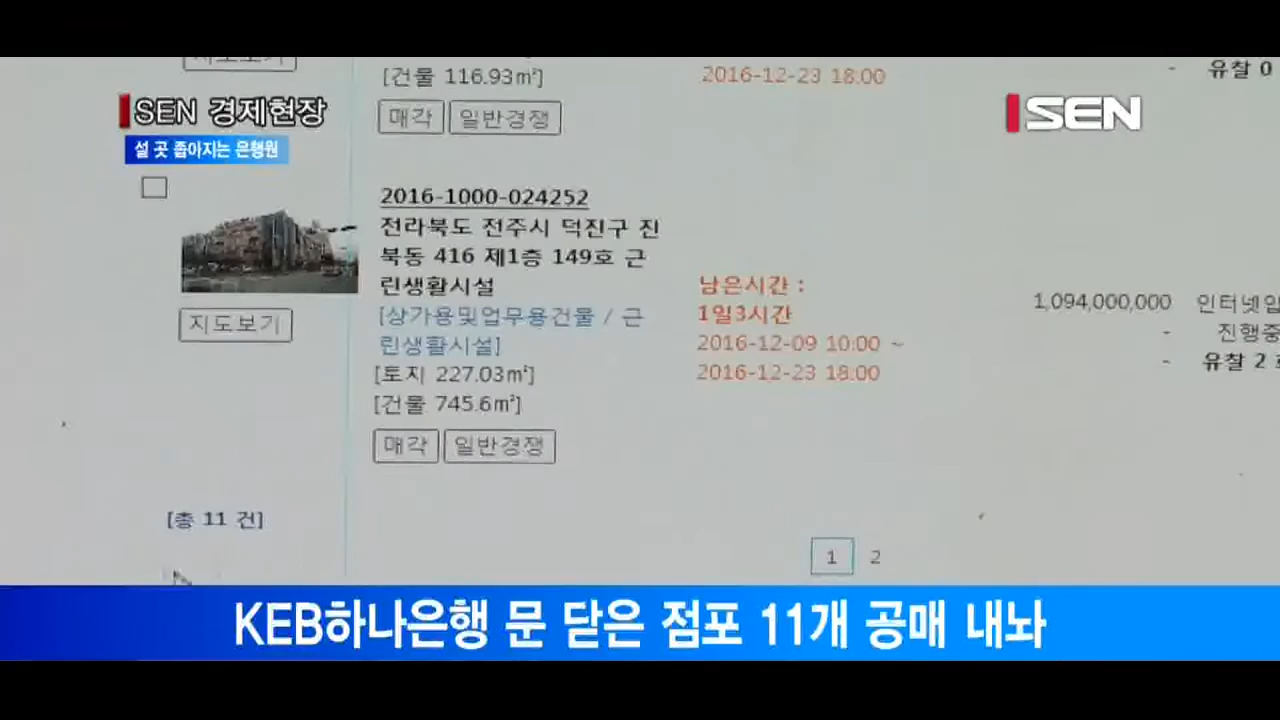 지도보기
[건물 116.93㎡]
2016-12-23 18:00
-
유찰 0
SEN 경제현장
매각 일반경쟁
SEN
설 곳 좁아지는 은행원
2016-1000-024252
전라북도 전주시 덕진구 진
북동 416 제1층 149호 근
린생활시설
[상가용및업무용건물 / 근
린생활시설]
[토지 227.03㎡]
[건물 745.6㎡]
매각 일반경쟁
지도보기
남은시간 :
1일3시간
2016-12-09 10:00 ~
2016-12-23 18:00
1,094,000,000
-
-
인터넷입
진행중
유찰 2
[총 11 건]
1 2
KEB하나은행 문 닫은 점포 11개 공매 내놔